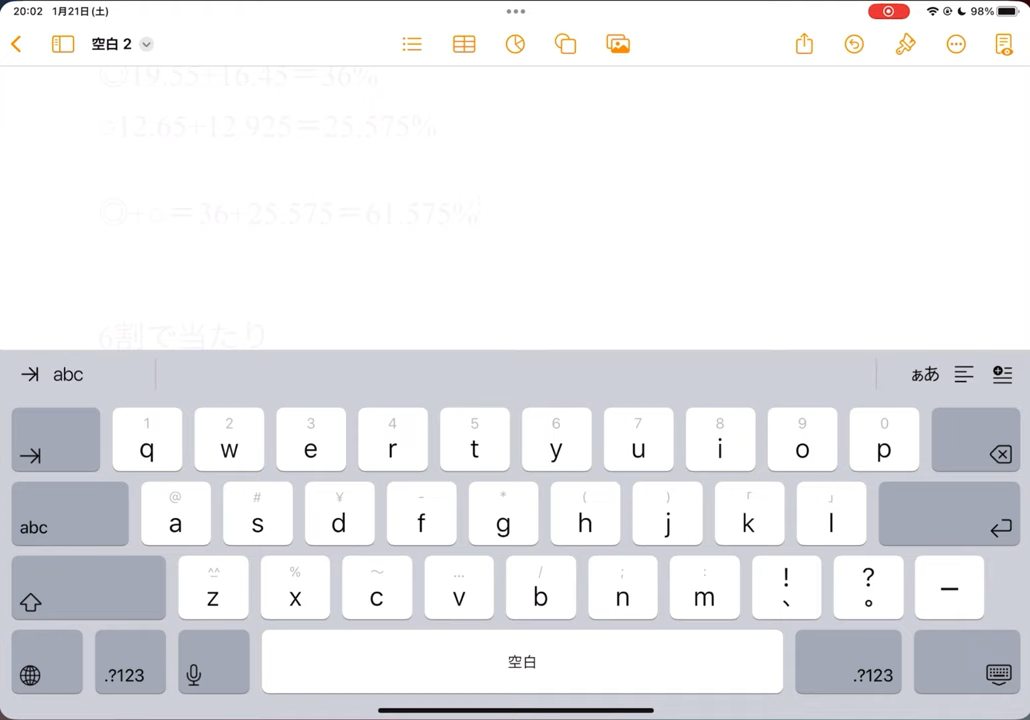 20:02 1月21日(土) 98%
空白 2
◎19.55+16.45＝36%
○12.65+12.925＝25.575%
◎+○＝36+25.575＝61.575%
6割で当たり
abc ぁあ
1 2 3 4 5 6 7 8 9 0
q w e r t y u i o p
@ # ¥ - * ( ) 「 」
abc a s d f g h j k l
^^ % 〜 … / ; : ! ?
z x c v b n m 、 。 ー
.?123 空白 .?123